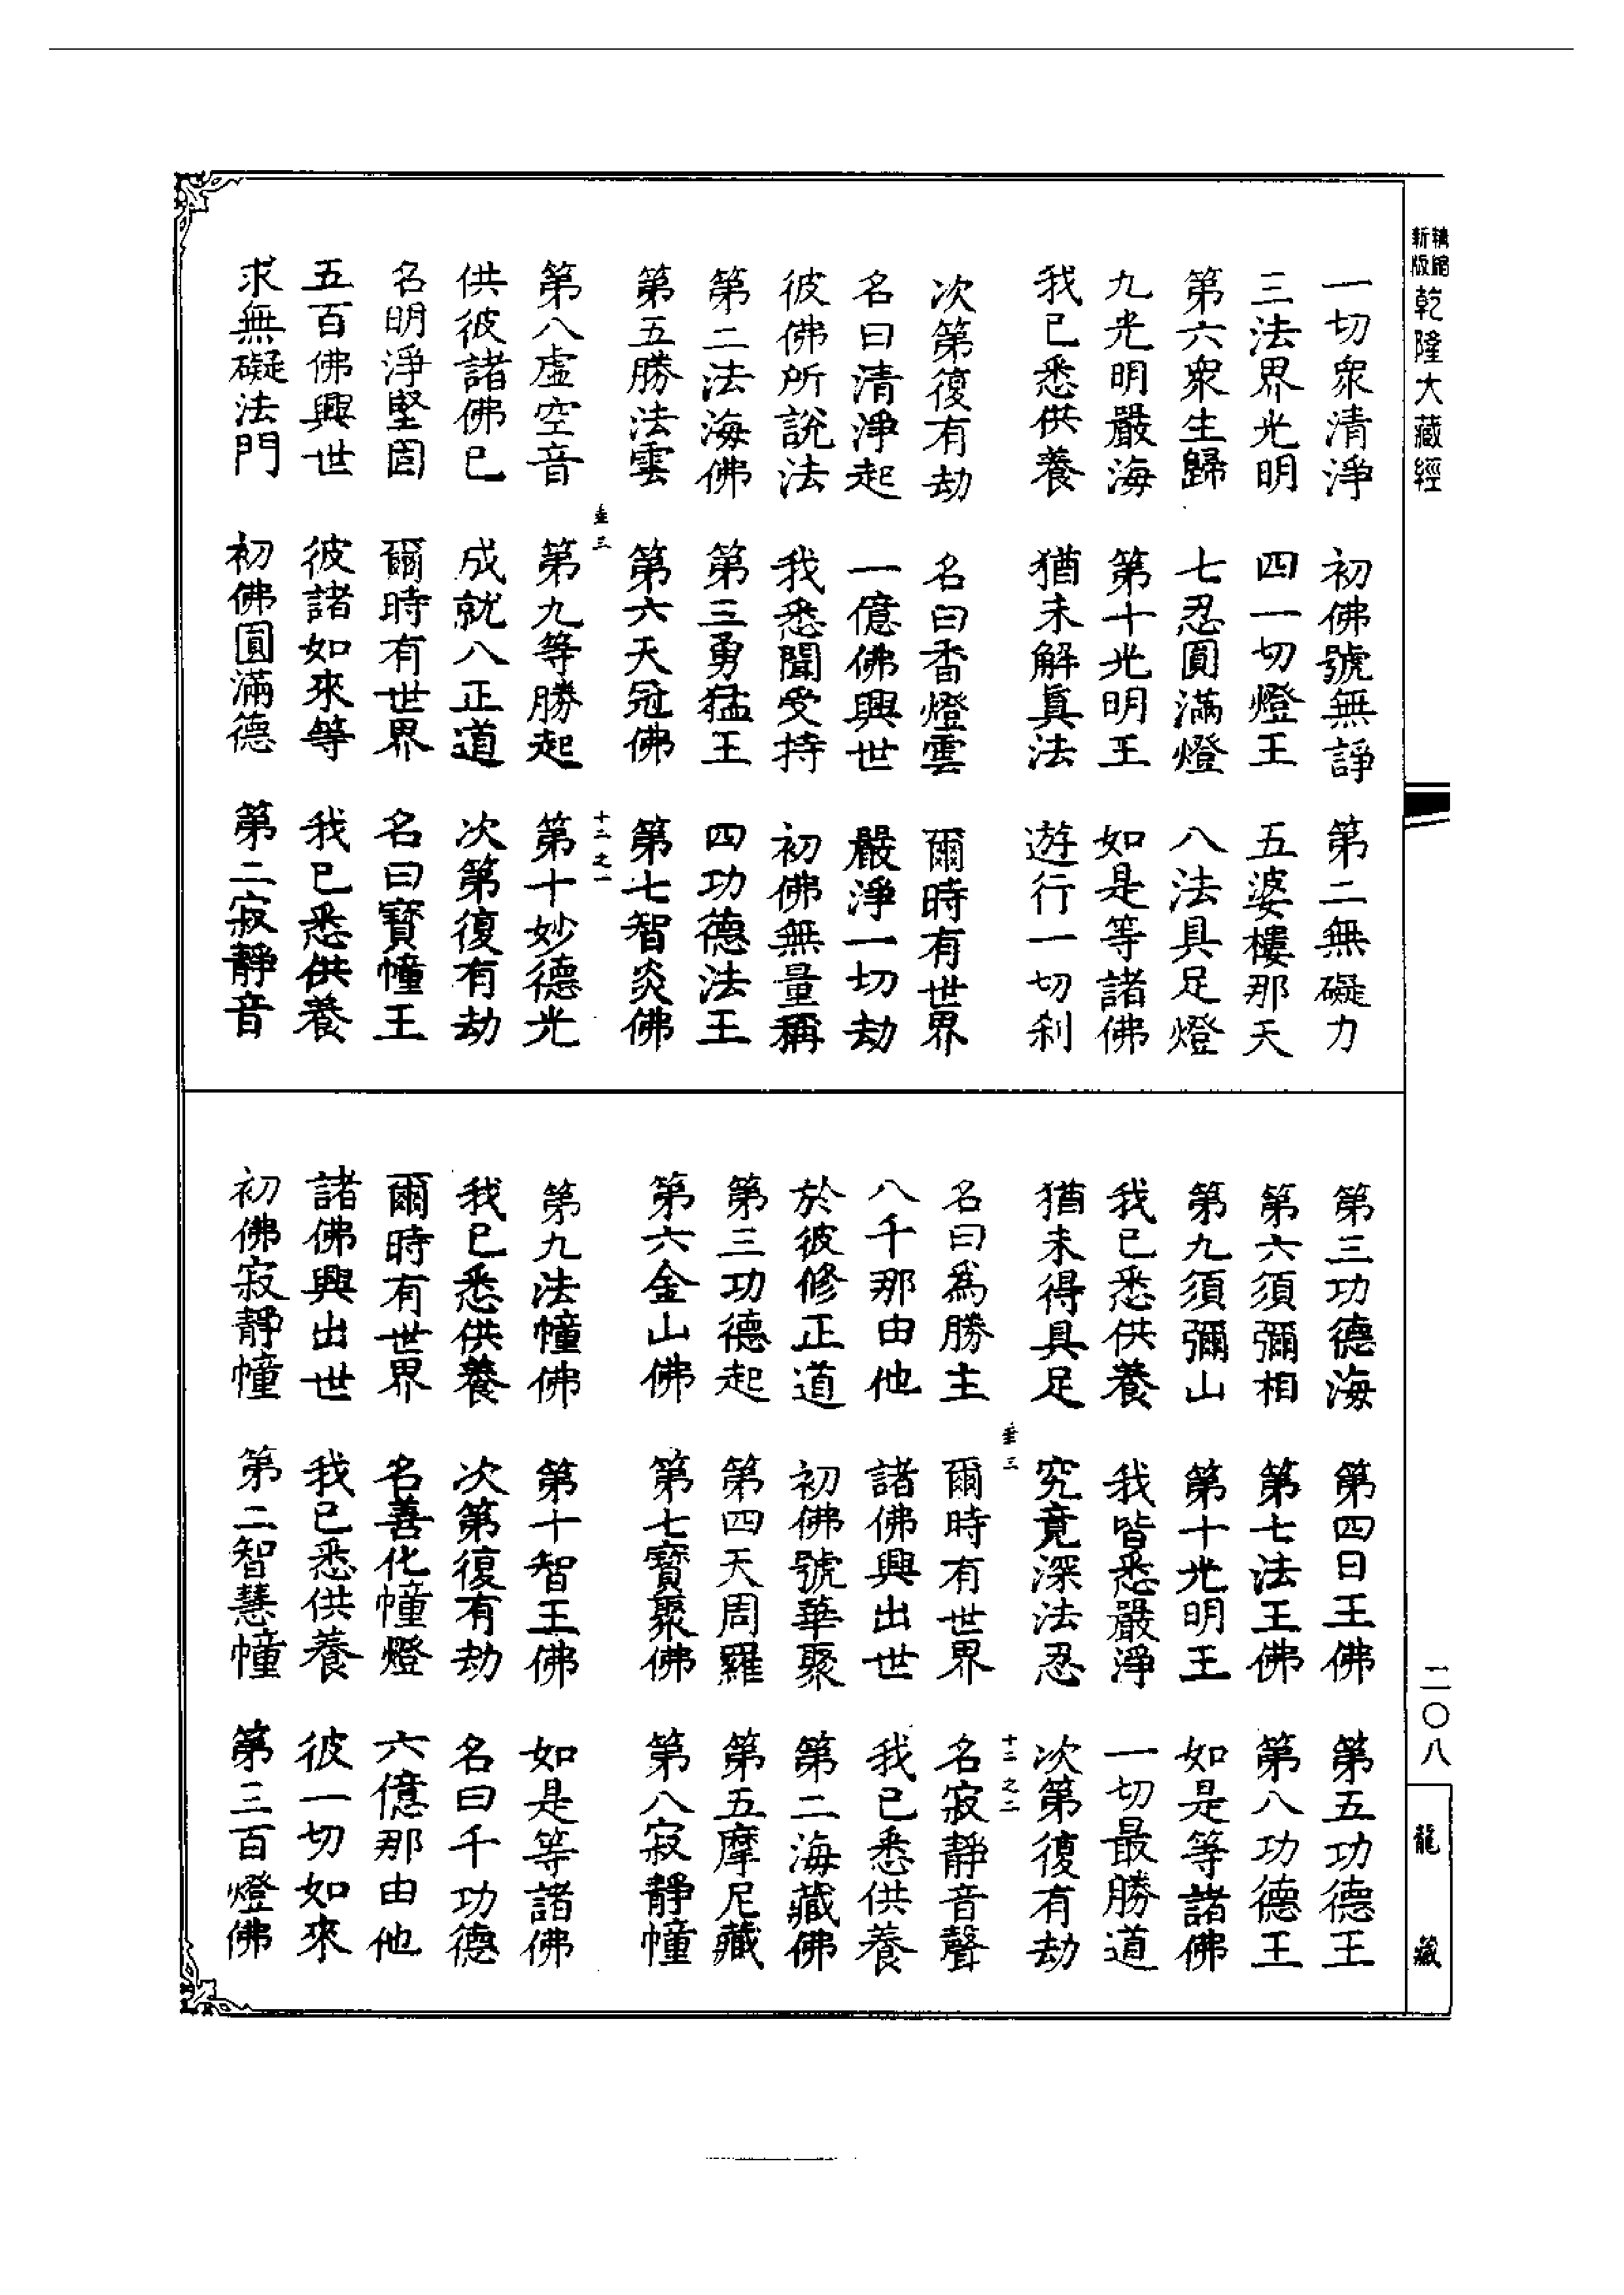 乾隆大藏經
一切衆清淨　初佛號無諍　第二無礙力
三法界光明　四一切燈王　五婆樓那天
第六衆生歸　七忍圓滿燈　八法具足燈
九光明嚴海　第十光明王　如是等諸佛
我已悉供養　猶未解眞法　遊行一切刹
次第復有劫　名曰香燈雲　爾時有世界
名曰清淨起　一億佛興世　嚴淨一切劫
彼佛所說法　我悉聞受持　初佛無量稱
第二法海佛　第三勇猛王　四功德法王
第五勝法雲　第六天冠佛　第七智炎佛
垂三　十二之一
第八虛空音　第九等勝起　第十妙德光
供彼諸佛已　成就八正道　次第復有劫
名明淨堅固　爾時有世界　名曰寶幢王
五百佛興世　彼諸如來等　我已悉供養
求無礙法門　初佛圓滿德　第二寂靜音
第三功德海　第四日王佛　第五功德王
第六須彌相　第七法王佛　第八功德王
第九須彌山　第十光明王　如是等諸佛
我已悉供養　我皆悉嚴淨　一切最勝道
猶未得具足　究竟深法忍　次第復有劫
垂三　十二之二
名曰為勝主　爾時有世界　名寂靜音聲
八千那由他　諸佛興出世　我已悉供養
於彼修正道　初佛號華聚　第二海藏佛
第三功德起　第四天周羅　第五摩尼藏
第六金山佛　第七寶聚佛　第八寂靜幢
第九法幢佛　第十智王佛　如是等諸佛
我已悉供養　次第復有劫　名曰千功德
爾時有世界　名善化幢燈　六億那由他
諸佛興出世　我已悉供養　彼一切如來
初佛寂靜幢　第二智慧幢　第三百燈佛
二〇八
龍藏